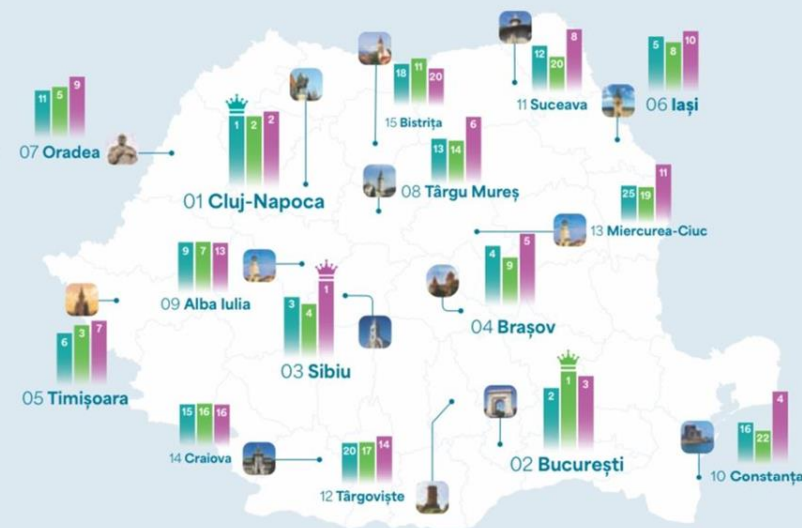 12 20 8
11 Suceava
5 8 10
06 Iași
18 11 20
15 Bistrița
11 5 9
07 Oradea
1 2 2
01 Cluj-Napoca
13 14 6
08 Târgu Mureș
25 19 11
13 Miercurea-Ciuc
9 7 13
09 Alba Iulia
3 4 1
03 Sibiu
4 9 5
04 Brașov
6 3 7
05 Timișoara
15 16 16
14 Craiova
20 17 14
12 Târgoviște
2 1 3
02 București
16 22 4
10 Constanța